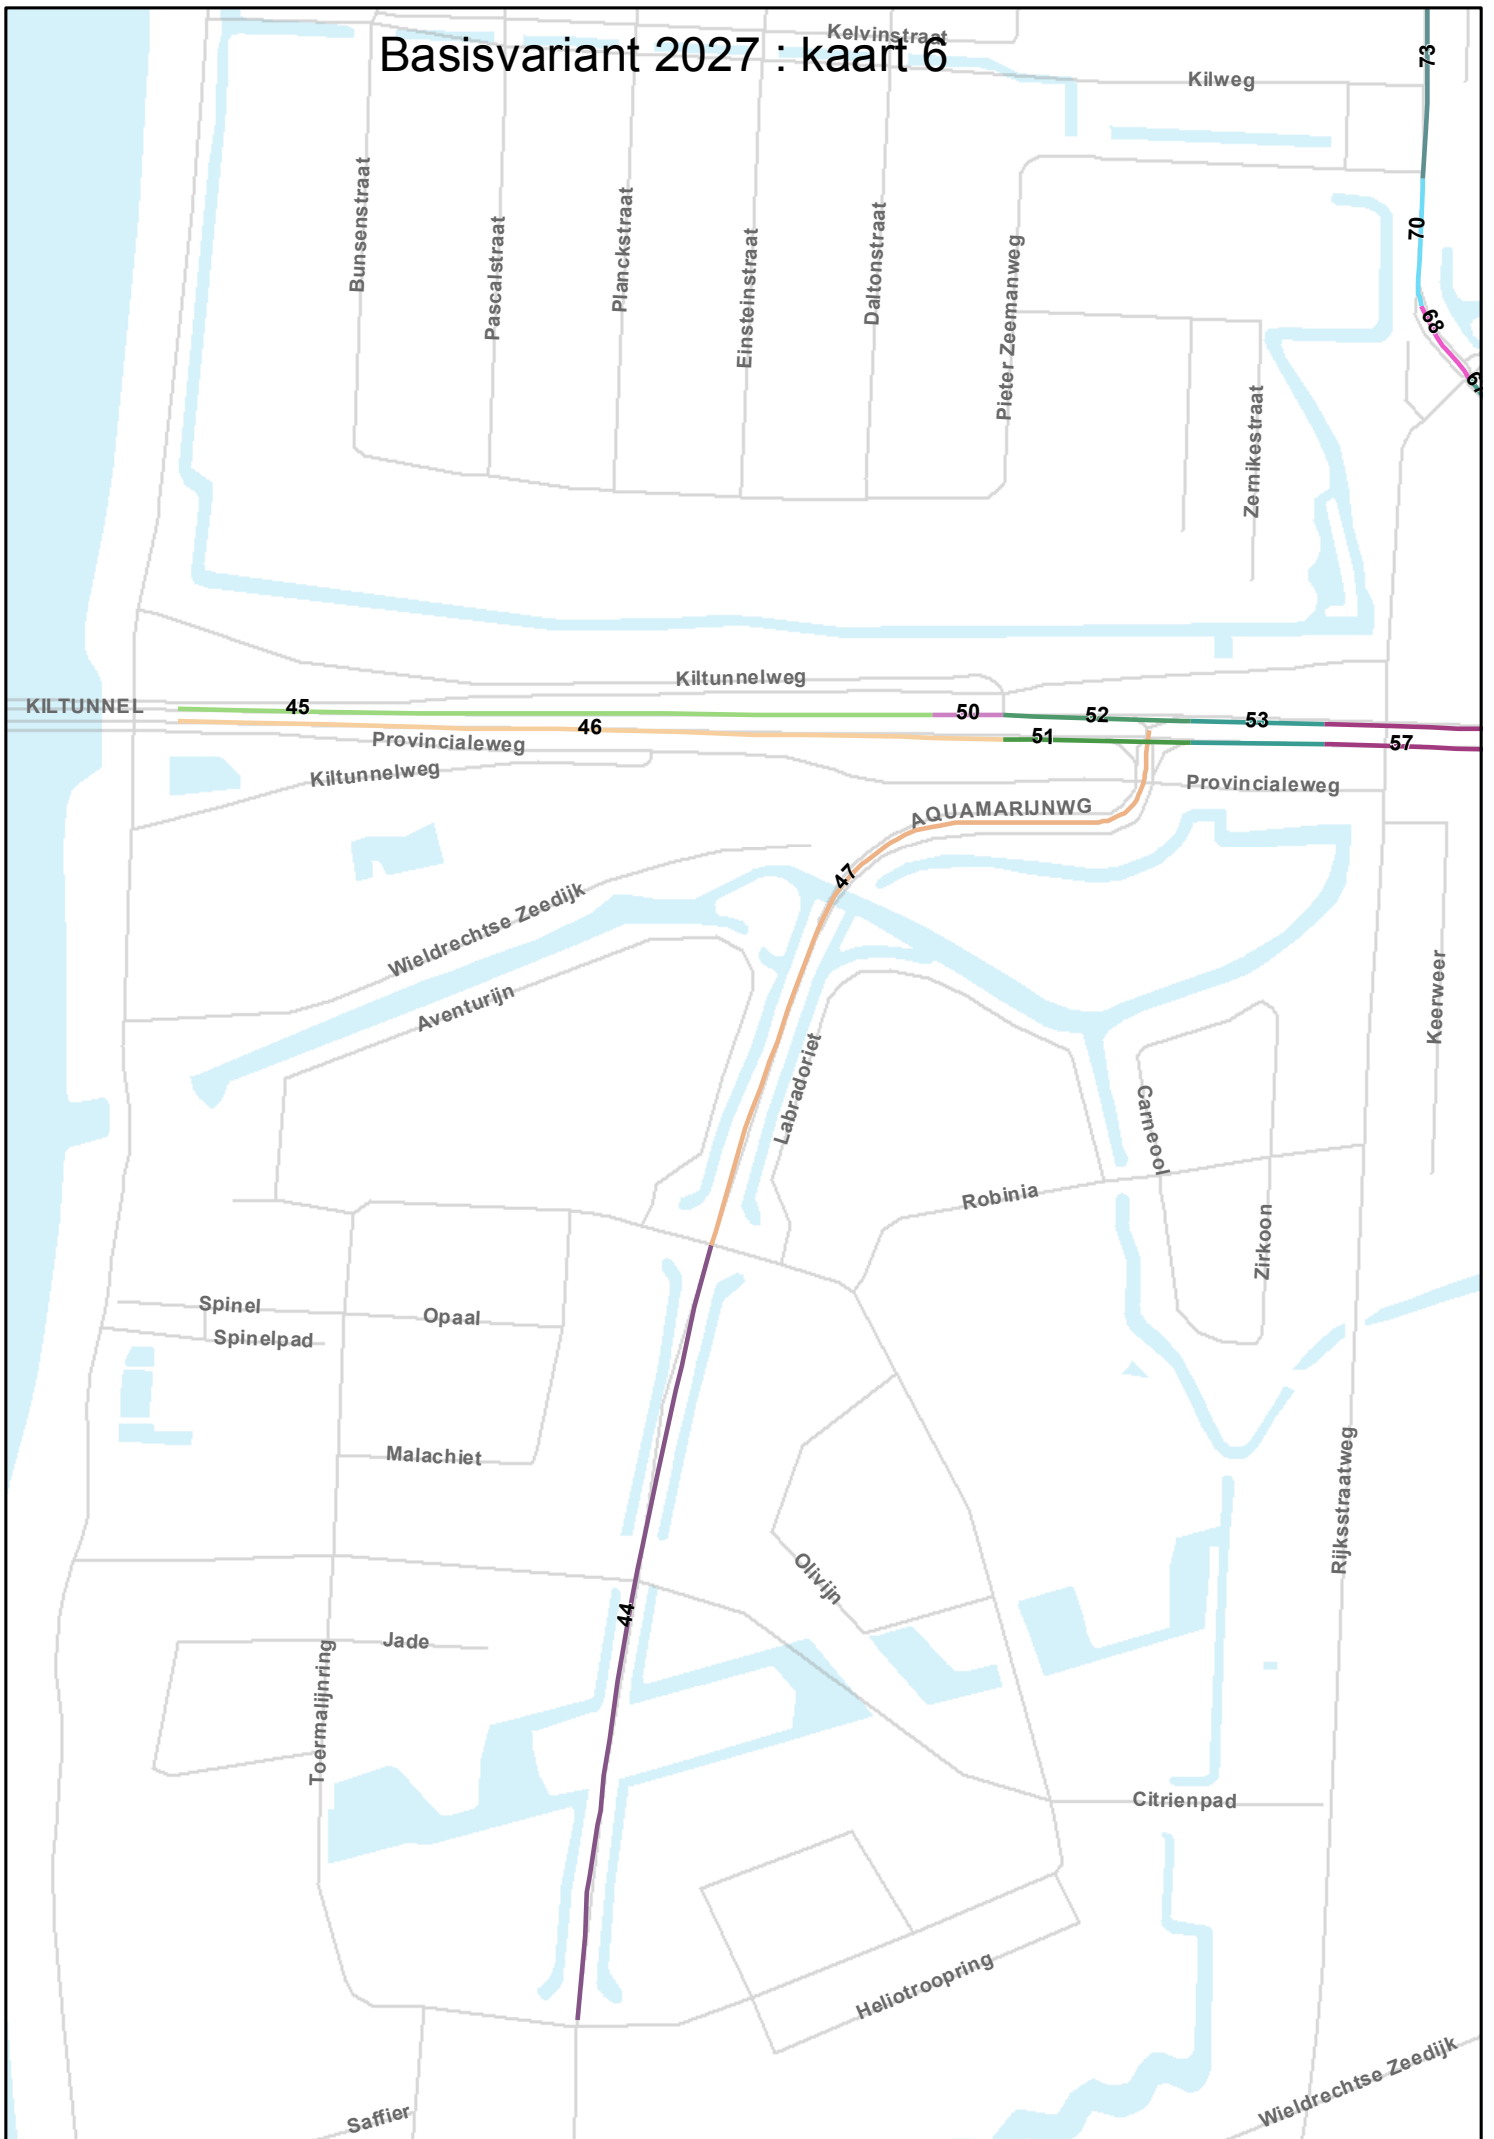 Kelvinstraat
Basisvariant 2027 : kaart 6
73
Kilweg
Bunsenstraat
Pascalstraat
Planckstraat
Einsteinstraat
Daltonstraat
Pieter Zeemanweg
Zernikestraat
70
68
Kiltunnelweg
KILTUNNEL
45
46
50
52
53
51
57
Provincialeweg
Kiltunnelweg
Provincialeweg
AQUAMARIJNWG
47
Wieldrechtse Zeedijk
Aventurijn
Labradoriet
Keerweer
Carneool
Robinia
Zirkoon
Spinel
Opaal
Spinelpad
Malachiet
Rijksstraatweg
Olivijn
44
Jade
Toermalijnring
Citrienpad
Heliotroopring
Wieldrechtse Zeedijk
Saffier